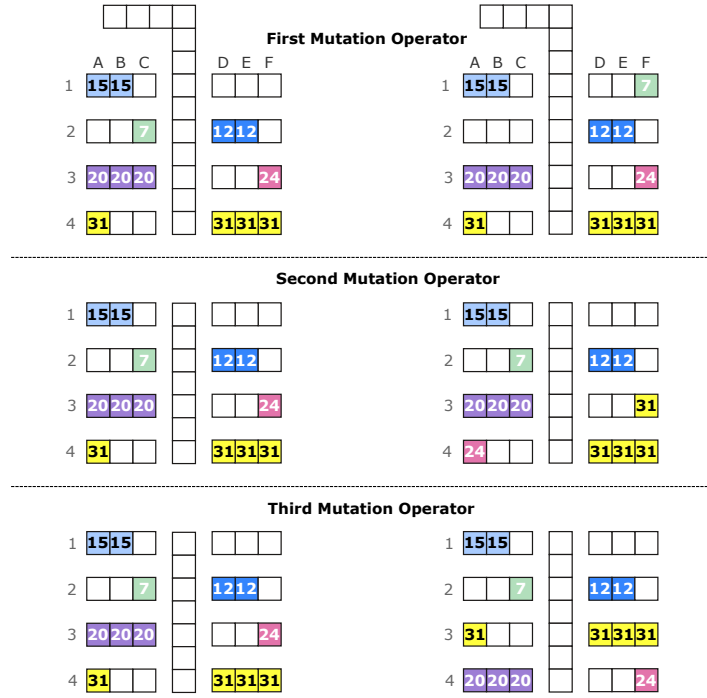 First Mutation Operator
A B C D E F A B C D E F
1 15 15 1 15 15 7
2 7 12 12 2 12 12
3 20 20 20 24 3 20 20 20 24
4 31 31 31 31 4 31 31 31 31
Second Mutation Operator
1 15 15 1 15 15
2 7 12 12 2 7 12 12
3 20 20 20 24 3 20 20 20 31
4 31 31 31 31 4 24 31 31 31
Third Mutation Operator
1 15 15 1 15 15
2 7 12 12 2 7 12 12
3 20 20 20 24 3 31 31 31 31
4 31 31 31 31 4 20 20 20 24